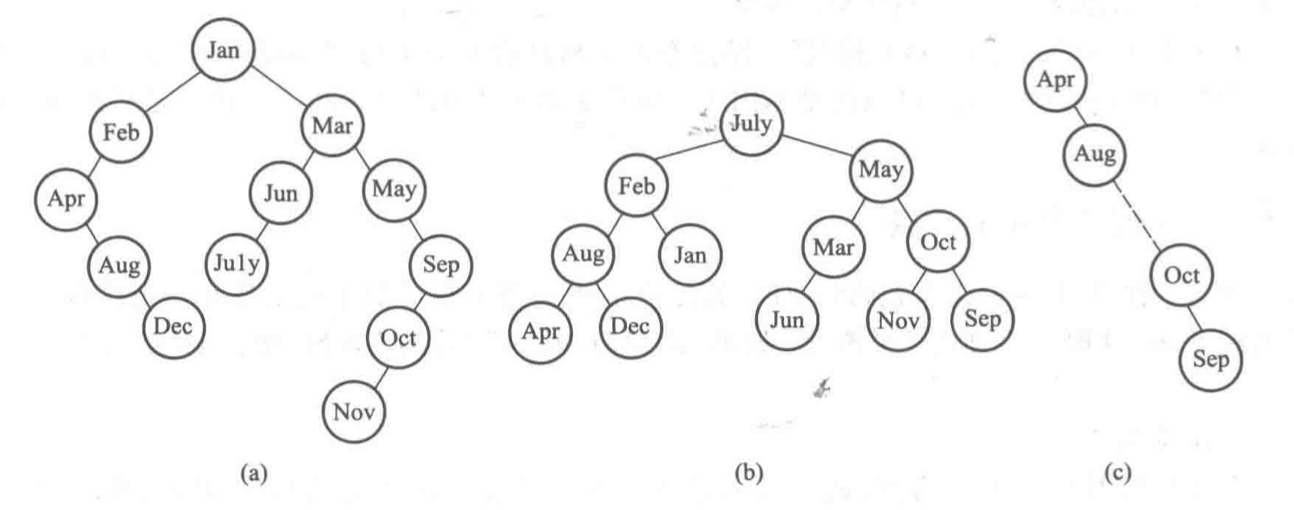 Jan
Feb
Mar
Apr
Jun
May
Aug
July
Sep
Dec
Oct
Nov
(a)
July
Feb
May
Aug
Jan
Mar
Oct
Apr
Dec
Jun
Nov
Sep
(b)
Apr
Aug
Oct
Sep
(c)